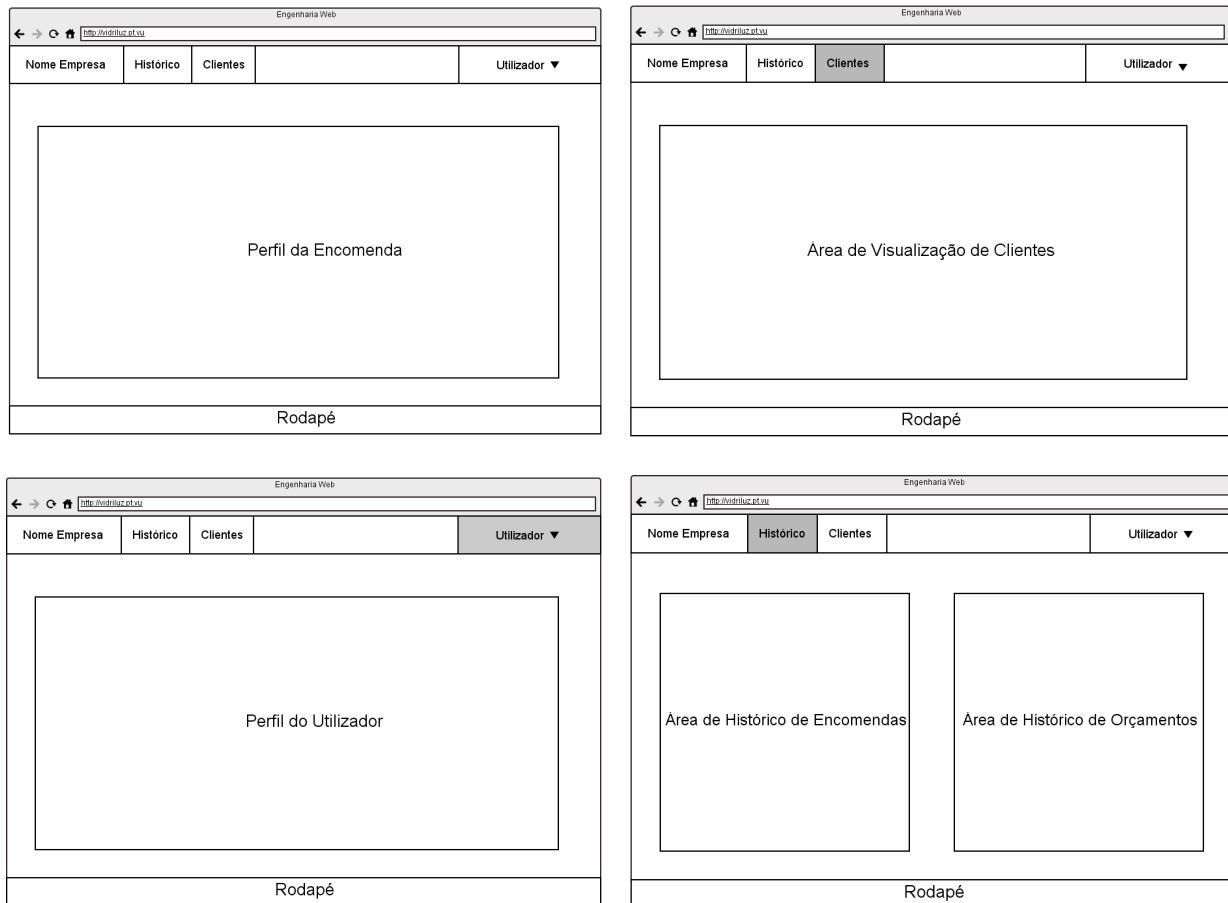 Engenharia Web
http://vidriluz.pt.vu
Nome Empresa Histórico Clientes Utilizador
Perfil da Encomenda
Rodapé
Engenharia Web
http://vidriluz.pt.vu
Nome Empresa Histórico Clientes Utilizador
Área de Visualização de Clientes
Rodapé
Engenharia Web
http://vidriluz.pt.vu
Nome Empresa Histórico Clientes Utilizador
Perfil do Utilizador
Rodapé
Engenharia Web
http://vidriluz.pt.vu
Nome Empresa Histórico Clientes Utilizador
Área de Histórico de Encomendas Área de Histórico de Orçamentos
Rodapé